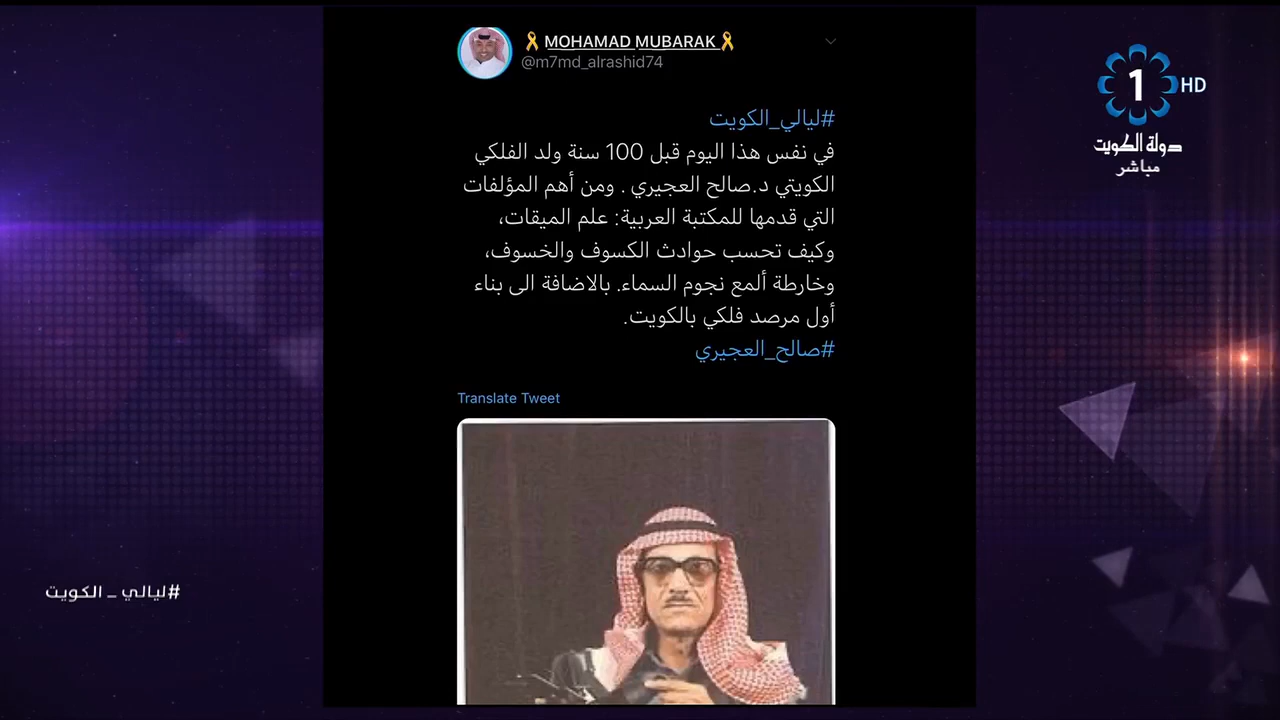 MOHAMAD MUBARAK
@m7md_alrashid74
#ليالي_الكويت
في نفس هذا اليوم قبل 100 سنة ولد الفلكي
الكويتي د.صالح العجيري . ومن أهم المؤلفات
التي قدمها للمكتبة العربية: علم الميقات،
وكيف تحسب حوادث الكسوف والخسوف،
وخارطة ألمع نجوم السماء. بالاضافة الى بناء
أول مرصد فلكي بالكويت.
#صالح_العجيري
Translate Tweet
1 HD
دولة الكويت
مباشر
#ليالي _ الكويت